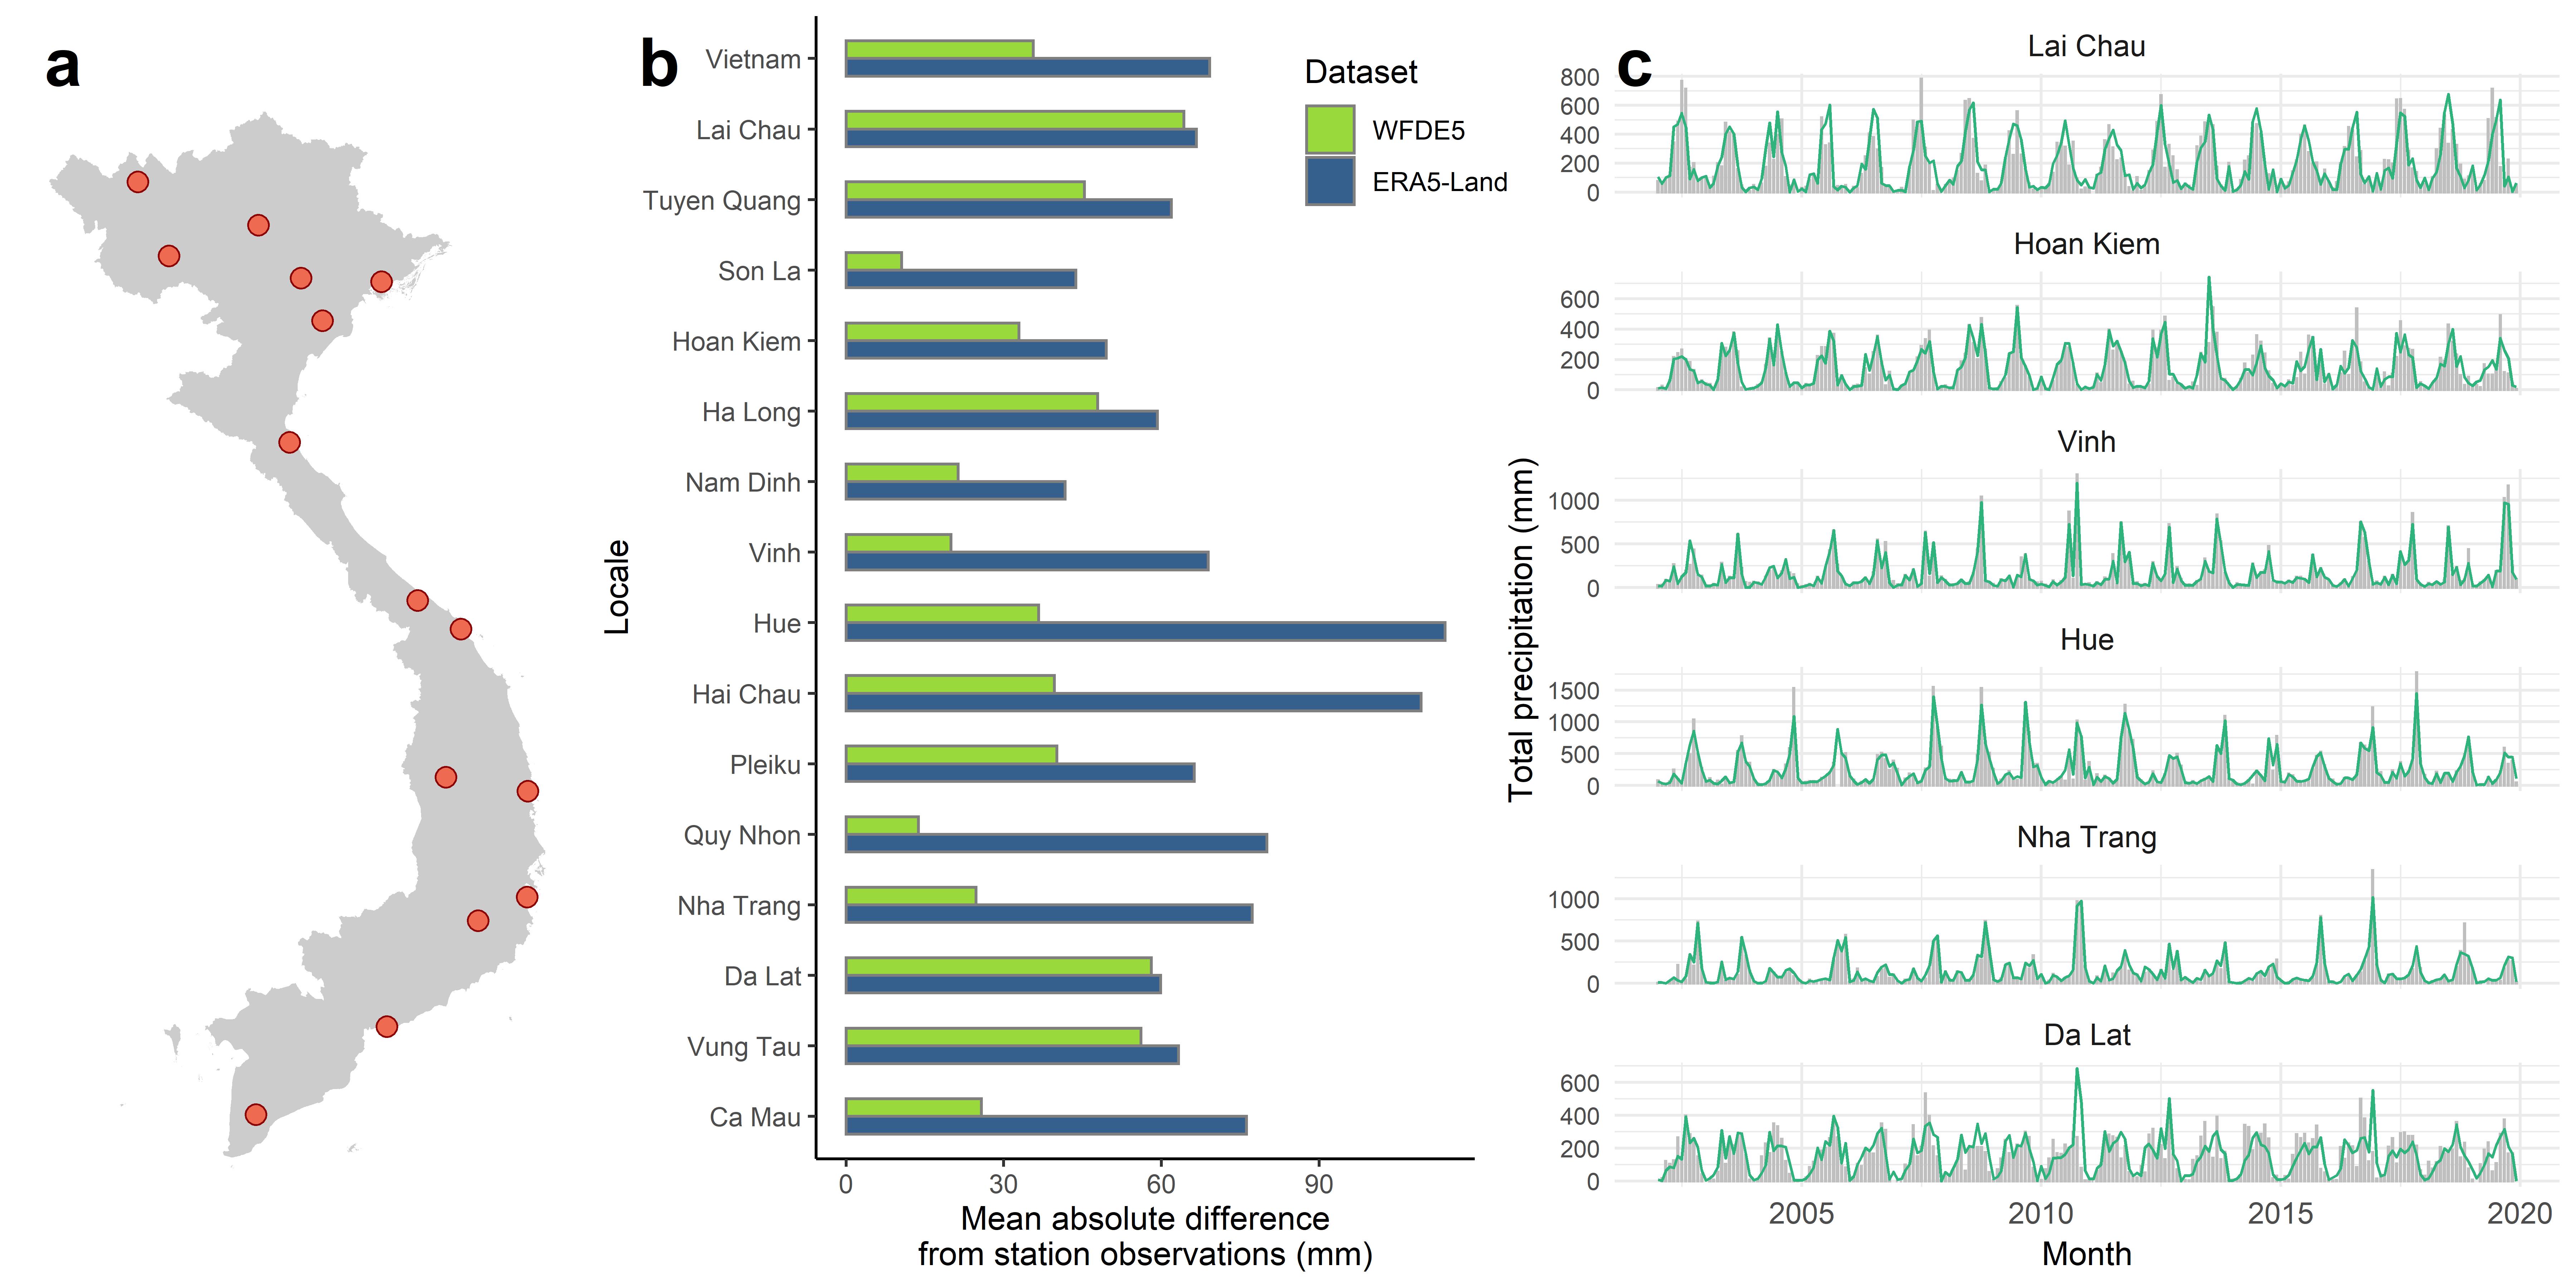 a
b
Locale
Vietnam
Lai Chau
Tuyen Quang
Son La
Hoan Kiem
Ha Long
Nam Dinh
Vinh
Hue
Hai Chau
Pleiku
Quy Nhon
Nha Trang
Da Lat
Vung Tau
Ca Mau
0 30 60 90
Mean absolute difference
from station observations (mm)
Dataset
WFDE5
ERA5-Land
c
Total precipitation (mm)
Lai Chau
800
600
400
200
0
Hoan Kiem
600
400
200
0
Vinh
1000
500
0
Hue
1500
1000
500
0
Nha Trang
1000
500
0
Da Lat
600
400
200
0
2005 2010 2015 2020
Month